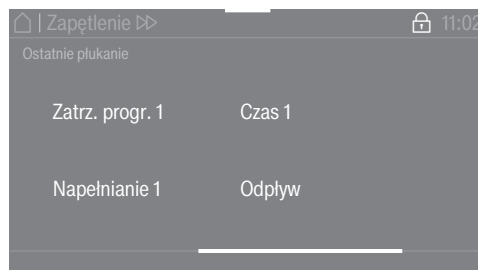 Zapętlenie 11:02
Ostatnie płukanie
Zatrz. progr. 1 Czas 1
Napełnianie 1 Odpływ